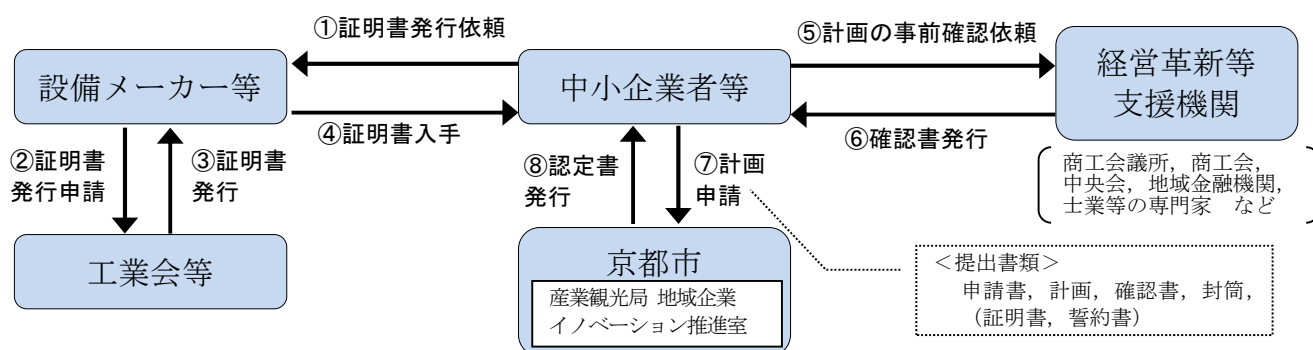 ①証明書発行依頼
⑤計画の事前確認依頼
設備メーカー等
中小企業者等
経営革新等
支援機関
④証明書入手
⑥確認書発行
②証明書
発行申請
③証明書
発行
⑧認定書
発行
⑦計画
申請
商工会議所，商工会，
中央会，地域金融機関，
士業等の専門家　など
工業会等
京都市
産業観光局 地域企業
イノベーション推進室
＜提出書類＞
申請書，計画，確認書，封筒，
（証明書，誓約書）